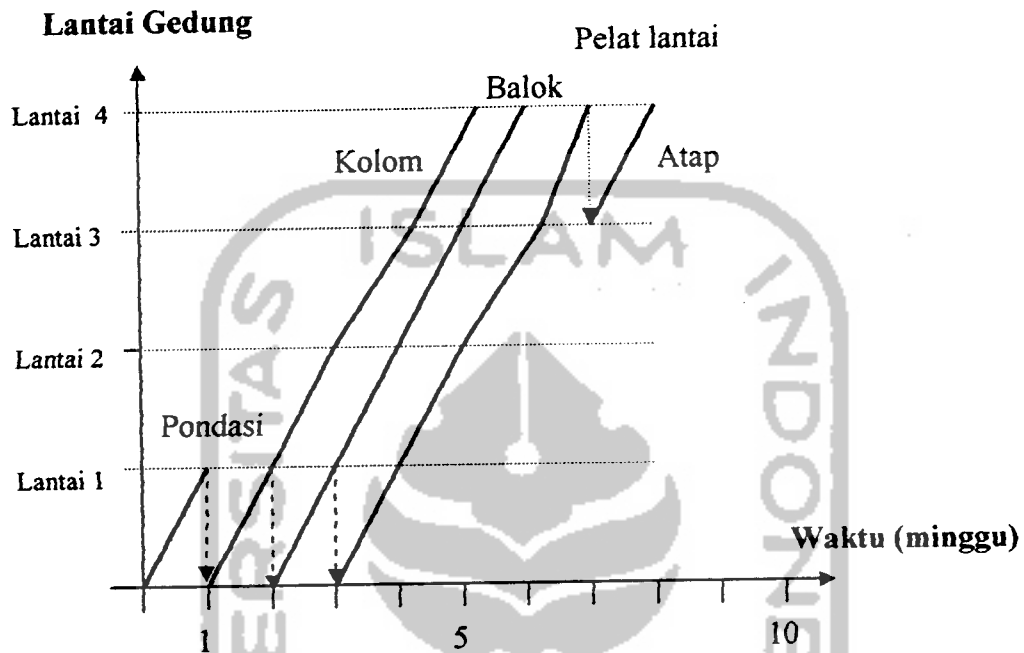 Lantai Gedung
Pelat lantai
Balok
Lantai 4
Kolom
Atap
Lantai 3
ISLAM
Lantai 2
Pondasi
Lantai 1
Waktu (minggu)
1
5
10